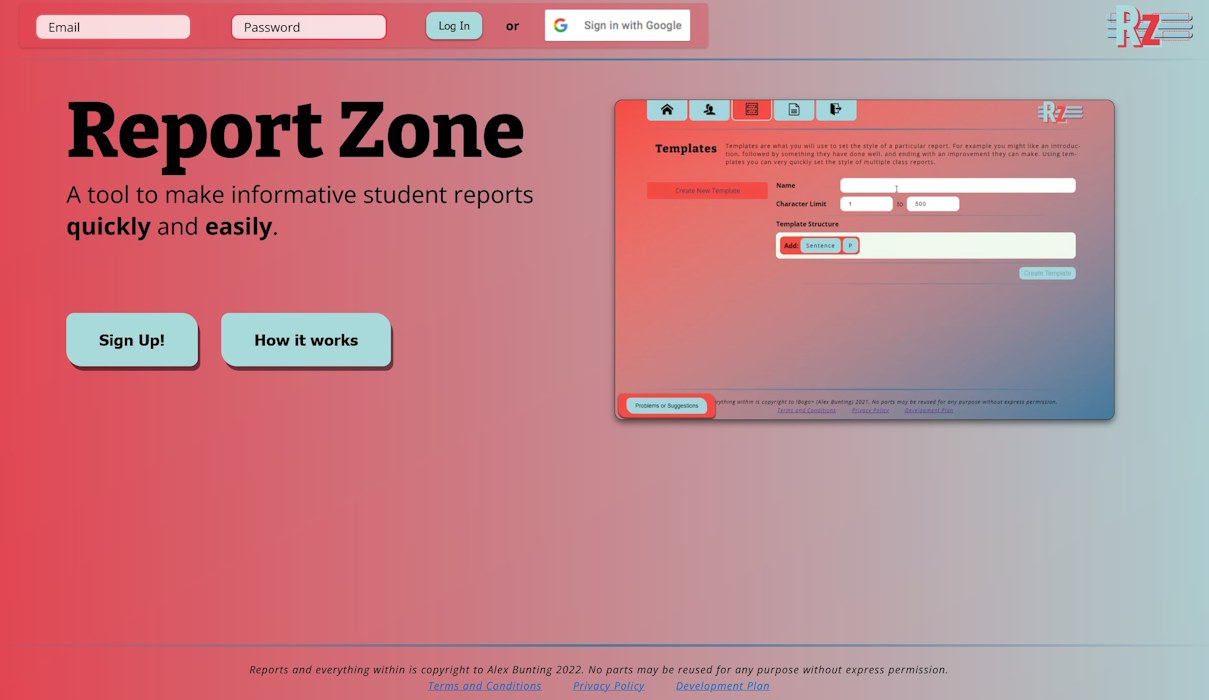 Email
Password
Log In
or
Sign in with Google
RZ
Report Zone
A tool to make informative student reports
quickly and easily.
Sign Up!
How it works
RZ
Templates
Templates are what you will use to set the style of a particular report. For example you might like an introduc-
tion, followed by something they have done well, and ending with an improvement they can make. Using tem-
plates you can very quickly set the style of multiple class reports.
Create New Template
Name
Character Limit
1
to
500
Template Structure
Add:
Sentence
P
Create Template
Problems or Suggestions
everything within is copyright to 2021. No parts may be reused for any purpose without express permission.
Terms and Conditions
Privacy Policy
Development Plan
Reports and everything within is copyright to Alex Bunting 2022. No parts may be reused for any purpose without express permission.
Terms and Conditions
Privacy Policy
Development Plan